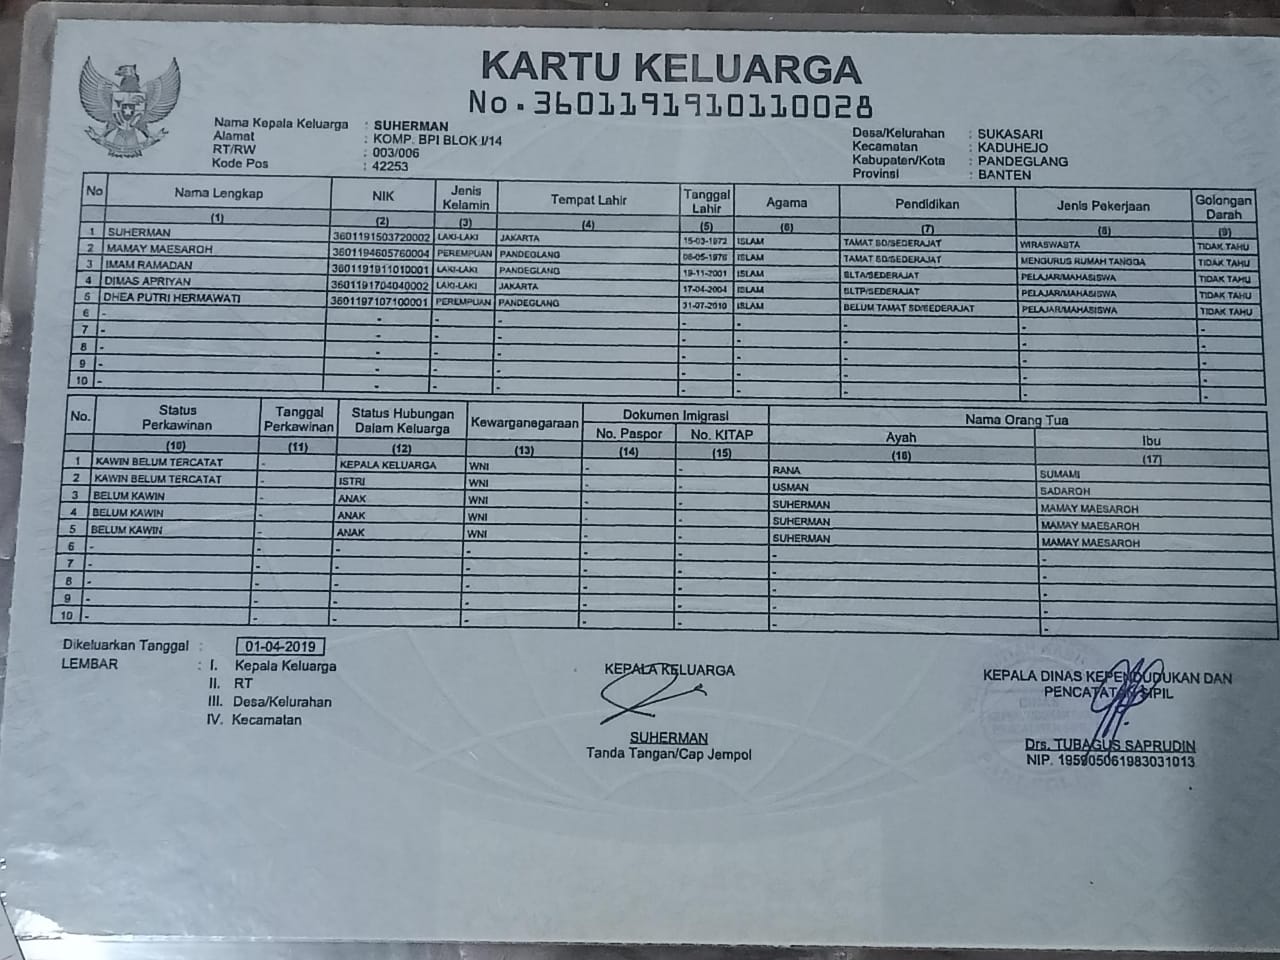 KARTU KELUARGA
No. 3601191910110028
Nama Kepala Keluarga : SUHERMAN
Alamat : KOMP. BPI BLOK I/14
RT/RW : 003/006
Kode Pos : 42253
Desa/Kelurahan : SUKASARI
Kecamatan : KADUHEJO
Kabupaten/Kota : PANDEGLANG
Provinsi : BANTEN
No Nama Lengkap NIK Jenis Kelamin Tempat Lahir Tanggal Lahir Agama Pendidikan Jenis Pekerjaan Golongan Darah
(1) (2) (3) (4) (5) (6) (7) (8) (9)
1 SUHERMAN 3601191503720002 LAKI-LAKI JAKARTA 15-03-1972 ISLAM TAMAT SD/SEDERAJAT WIRASWASTA TIDAK TAHU
2 MAMAY MAESAROH 3601194605760004 PEREMPUAN PANDEGLANG 06-05-1976 ISLAM TAMAT SD/SEDERAJAT MENGURUS RUMAH TANGGA TIDAK TAHU
3 IMAM RAMADAN 3601191911010001 LAKI-LAKI PANDEGLANG 19-11-2001 ISLAM SLTA/SEDERAJAT PELAJAR/MAHASISWA TIDAK TAHU
4 DIMAS APRIYAN 3601191704040002 LAKI-LAKI JAKARTA 17-04-2004 ISLAM SLTP/SEDERAJAT PELAJAR/MAHASISWA TIDAK TAHU
5 DHEA PUTRI HERMAWATI 3601197107100001 PEREMPUAN PANDEGLANG 31-07-2010 ISLAM BELUM TAMAT SD/SEDERAJAT PELAJAR/MAHASISWA TIDAK TAHU
6 - - - - - - - - -
7 - - - - - - - - -
8 - - - - - - - - -
9 - - - - - - - - -
10 - - - - - - - - -
No. Status Perkawinan Tanggal Perkawinan Status Hubungan Dalam Keluarga Kewarganegaraan Dokumen Imigrasi Nama Orang Tua
No. Paspor No. KITAP Ayah Ibu
(10) (11) (12) (13) (14) (15) (16) (17)
1 KAWIN BELUM TERCATAT - KEPALA KELUARGA WNI - - RANA SUMAMI
2 KAWIN BELUM TERCATAT - ISTRI WNI - - USMAN SADAROH
3 BELUM KAWIN - ANAK WNI - - SUHERMAN MAMAY MAESAROH
4 BELUM KAWIN - ANAK WNI - - SUHERMAN MAMAY MAESAROH
5 BELUM KAWIN - ANAK WNI - - SUHERMAN MAMAY MAESAROH
6 - - - - - - - -
7 - - - - - - - -
8 - - - - - - - -
9 - - - - - - - -
10 - - - - - - - -
Dikeluarkan Tanggal : 01-04-2019
LEMBAR : I. Kepala Keluarga
II. RT
III. Desa/Kelurahan
IV. Kecamatan
KEPALA KELUARGA
SUHERMAN
Tanda Tangan/Cap Jempol
KEPALA DINAS KEPENDUDUKAN DAN
PENCATATAN SIPIL
Drs. TUBAGUS SAPRUDIN
NIP. 195905061983031013